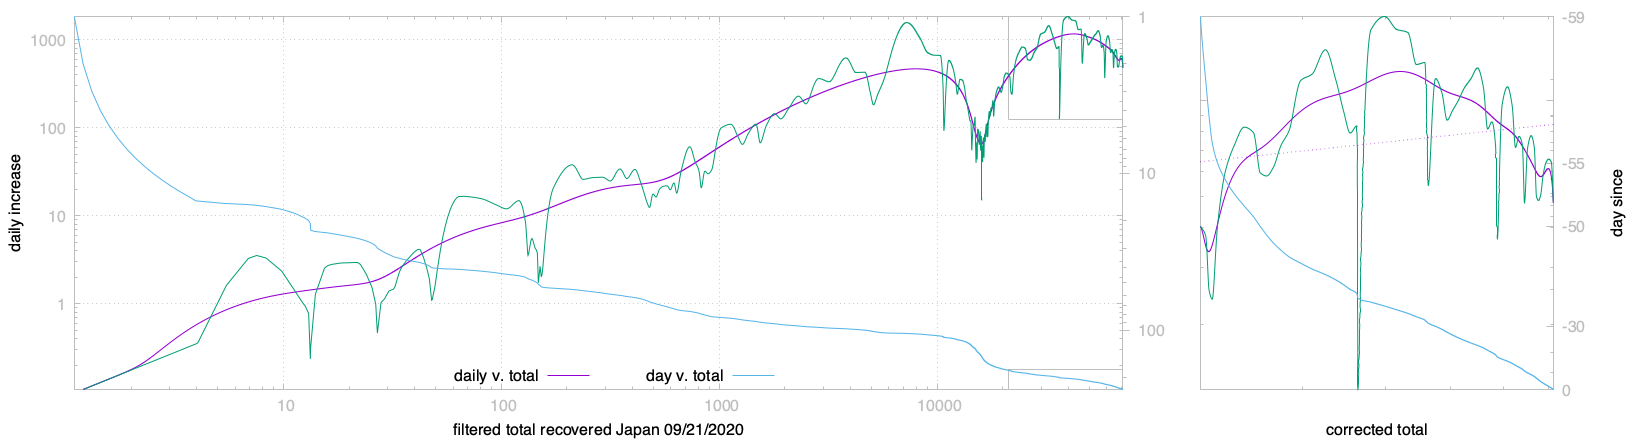 1000
100
10
1
daily increase
10
100
1000
10000
filtered total recovered Japan 09/21/2020
daily v. total
day v. total
1
10
100
-59
-55
-50
-30
0
day since
corrected total